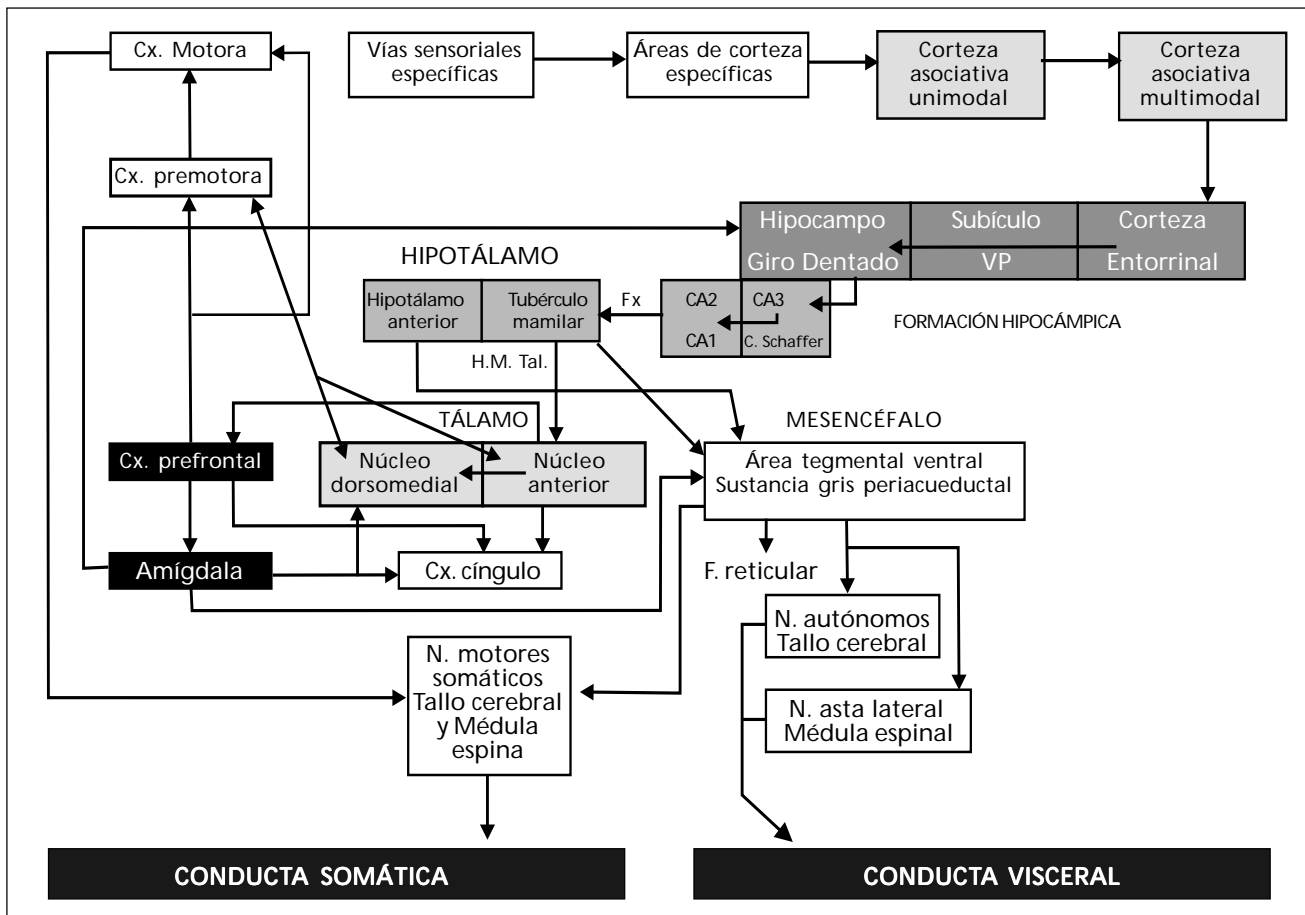 Cx. Motora
Vías sensoriales
específicas
Áreas de corteza
específicas
Corteza
asociativa
unimodal
Corteza
asociativa
multimodal
Cx. premotora
Hipocampo
Giro Dentado
Subículo
VP
Corteza
Entorrinal
HIPOTÁLAMO
Hipotálamo
anterior
Tubérculo
mamilar
Fx
CA2
CA1
CA3
C. Schaffer
FORMACIÓN HIPOCÁMPICA
H.M. Tal.
TÁLAMO
MESENCÉFALO
Cx. prefrontal
Núcleo
dorsomedial
Núcleo
anterior
Área tegmental ventral
Sustancia gris periacueductal
Amígdala
Cx. cíngulo
F. reticular
N. autónomos
Tallo cerebral
N. motores
somáticos
Tallo cerebral
y Médula
espina
N. asta lateral
Médula espinal
CONDUCTA SOMÁTICA
CONDUCTA VISCERAL